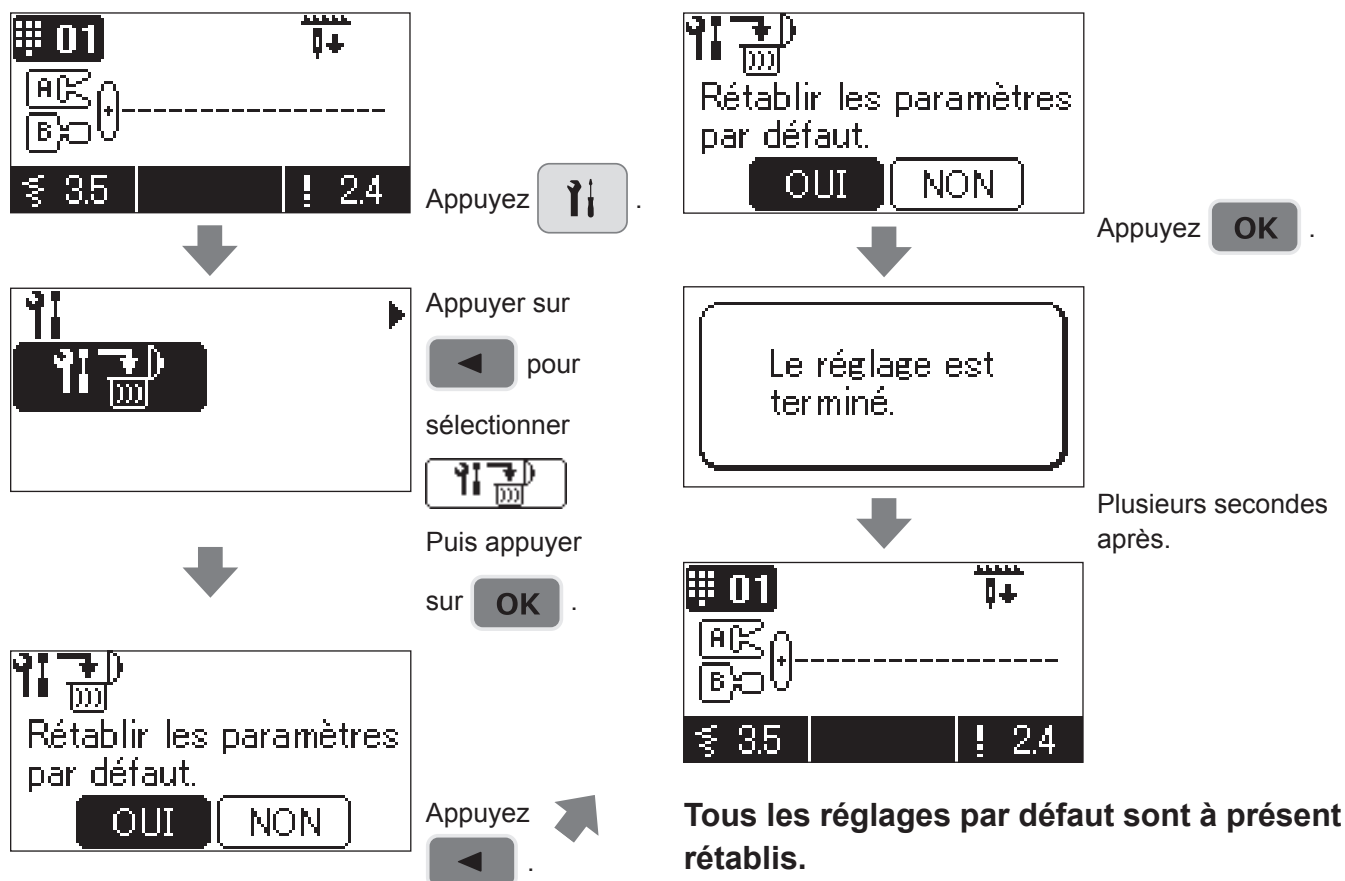 01
A
B
3.5 2.4
Appuyez .
Appuyer sur
pour
sélectionner
Puis appuyer
sur OK .
Rétablir les paramètres
par défaut.
OUI NON
Appuyez
.
Rétablir les paramètres
par défaut.
OUI NON
Appuyez OK .
Le réglage est
terminé.
Plusieurs secondes
après.
01
A
B
3.5 2.4
Tous les réglages par défaut sont à présent
rétablis.